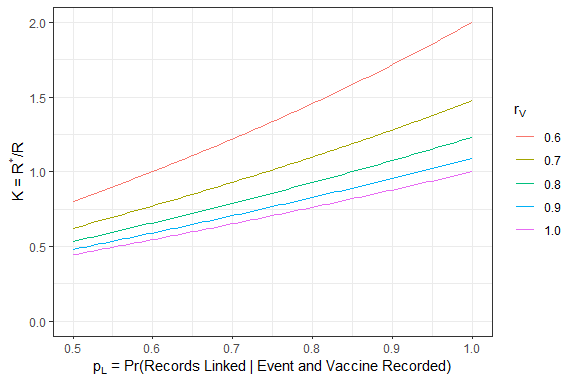 2.0
1.5
1.0
0.5
0.0
K = R*/R
0.5 0.6 0.7 0.8 0.9 1.0
pL = Pr(Records Linked | Event and Vaccine Recorded)
rV
0.6
0.7
0.8
0.9
1.0